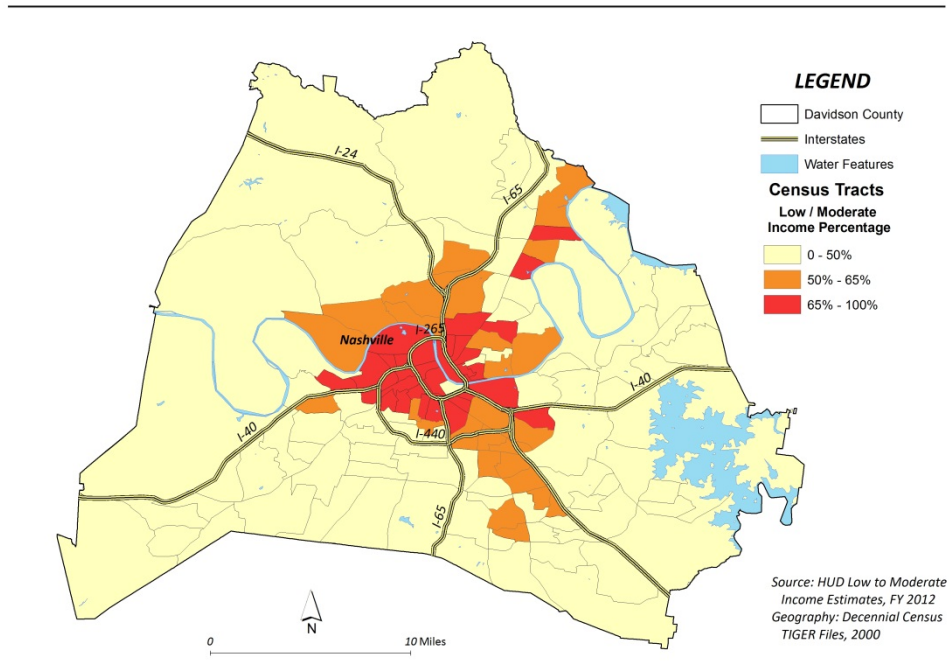 LEGEND
Davidson County
Interstates
Water Features
Census Tracts
Low / Moderate
Income Percentage
0 - 50%
50% - 65%
65% - 100%
I-24
I-65
I-265
Nashville
I-40
I-440
I-40
I-65
N
0
10 Miles
Source: HUD Low to Moderate
Income Estimates, FY 2012
Geography: Decennial Census
TIGER Files, 2000